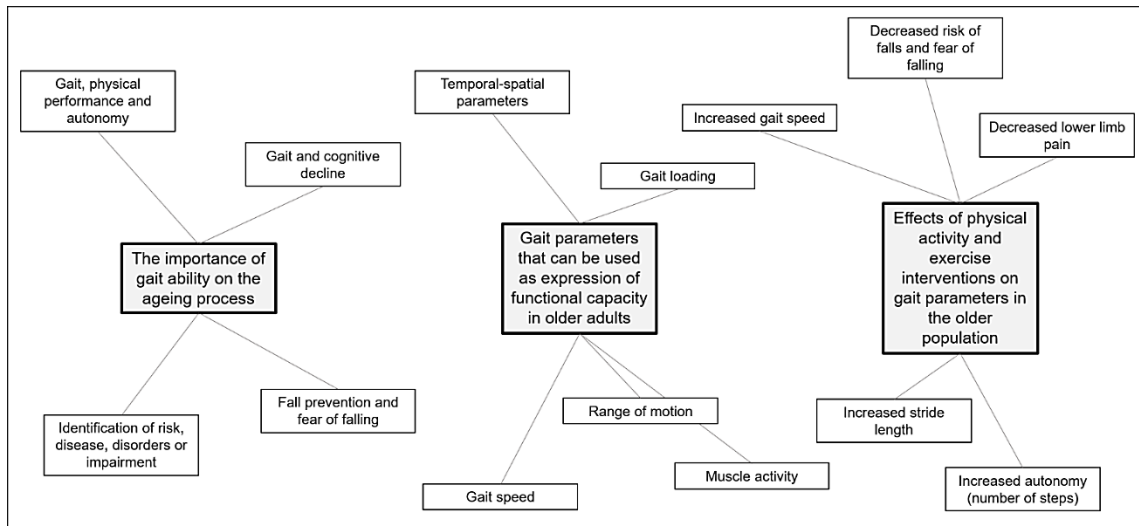 Gait, physical
performance and
autonomy
Gait and cognitive
decline
The importance of
gait ability on the
ageing process
Identification of risk,
disease, disorders or
impairment
Fall prevention and
fear of falling
Temporal-spatial
parameters
Gait loading
Gait parameters
that can be used
as expression of
functional capacity
in older adults
Range of motion
Muscle activity
Gait speed
Decreased risk of
falls and fear of
falling
Increased gait speed
Decreased lower limb
pain
Effects of physical
activity and
exercise
interventions on
gait parameters in
the older
population
Increased stride
length
Increased autonomy
(number of steps)